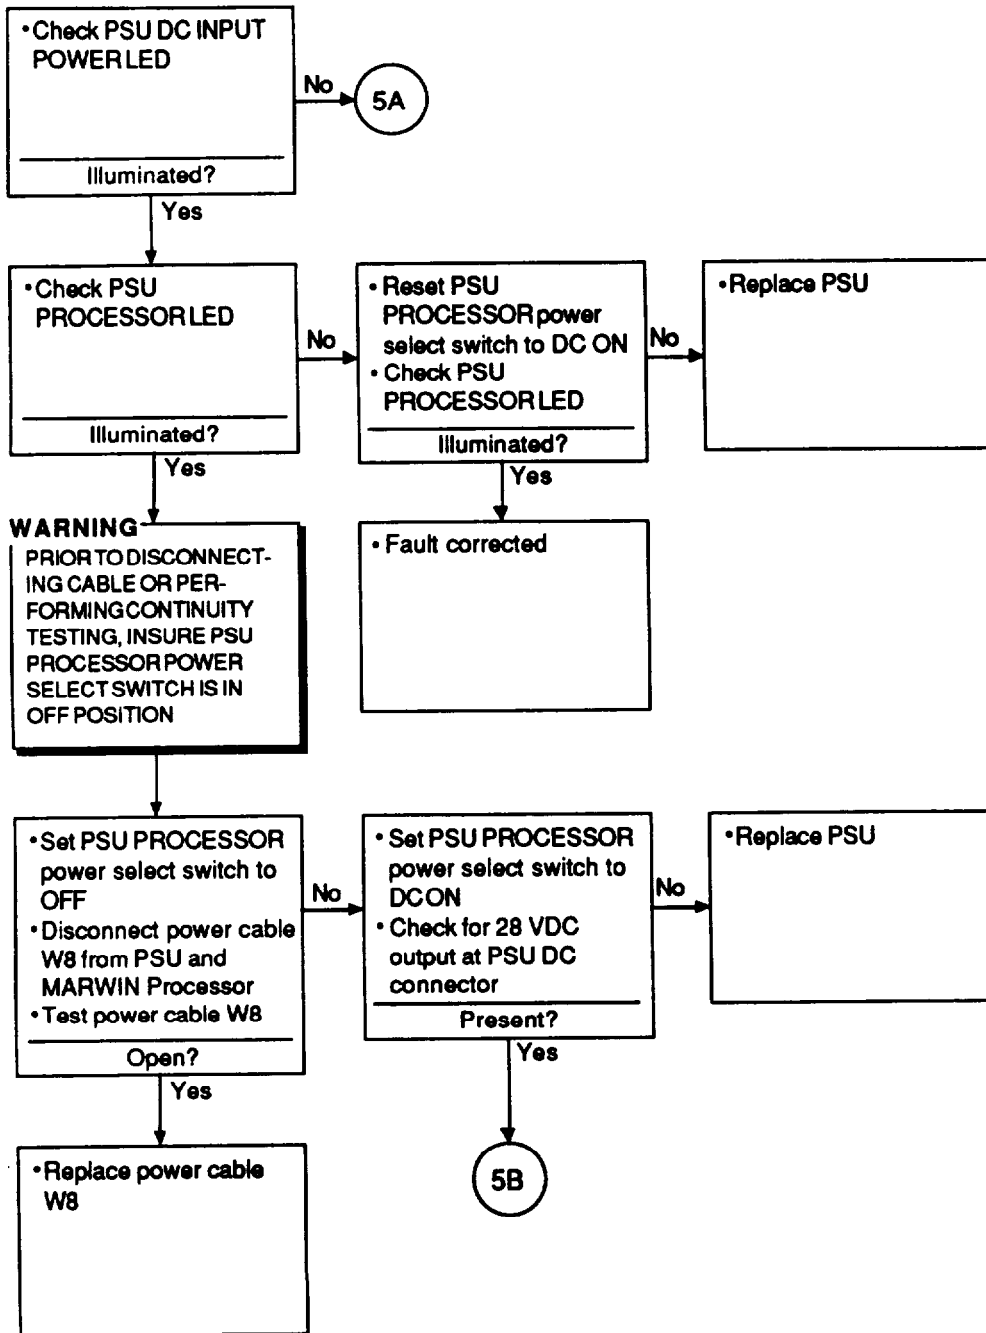 • Check PSU DC INPUT
POWER LED
Illuminated?
No
5A
Yes
• Check PSU
PROCESSOR LED
Illuminated?
No
• Reset PSU
PROCESSOR power
select switch to DC ON
• Check PSU
PROCESSOR LED
Illuminated?
No
• Replace PSU
Yes
Yes
• Fault corrected
WARNING
PRIOR TO DISCONNECT-
ING CABLE OR PER-
FORMING CONTINUITY
TESTING, INSURE PSU
PROCESSOR POWER
SELECT SWITCH IS IN
OFF POSITION
• Set PSU PROCESSOR
power select switch to
OFF
• Disconnect power cable
W8 from PSU and
MARWIN Processor
• Test power cable W8
Open?
No
• Set PSU PROCESSOR
power select switch to
DC ON
• Check for 28 VDC
output at PSU DC
connector
Present?
No
• Replace PSU
Yes
Yes
• Replace power cable
W8
5B